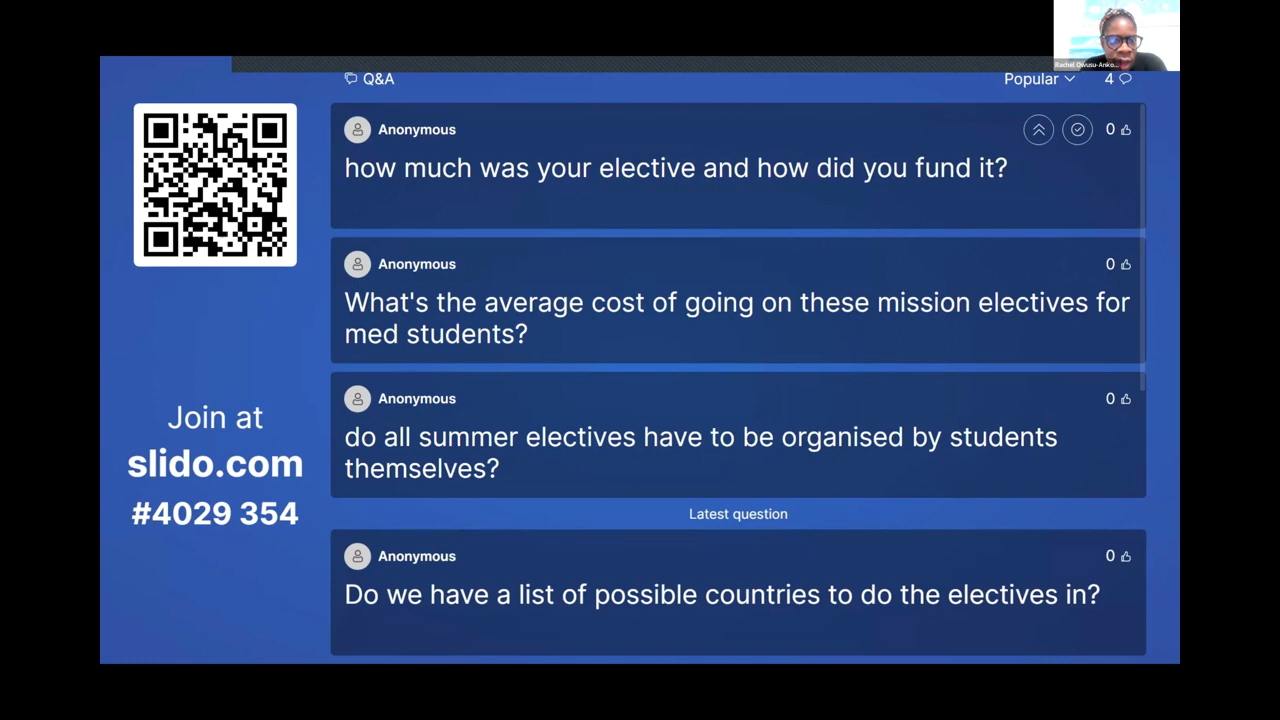 Rachel Owusu-Anko...
Q&A
Popular
4
Anonymous
0
how much was your elective and how did you fund it?
Anonymous
0
What's the average cost of going on these mission electives for
med students?
Anonymous
0
do all summer electives have to be organised by students
themselves?
Join at
slido.com
#4029 354
Latest question
Anonymous
0
Do we have a list of possible countries to do the electives in?